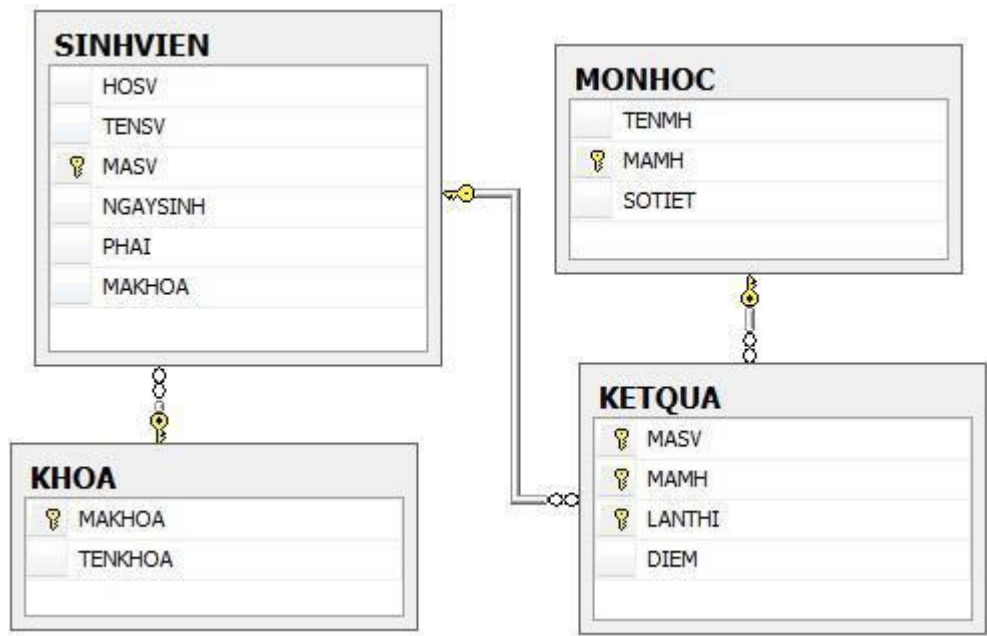 SINHVIEN
HOSV
TENSV
MASV
NGAYSINH
PHAI
MAKHOA
MONHOC
TENMH
MAMH
SOTIET
KHOA
MAKHOA
TENKHOA
KETQUA
MASV
MAMH
LANTHI
DIEM